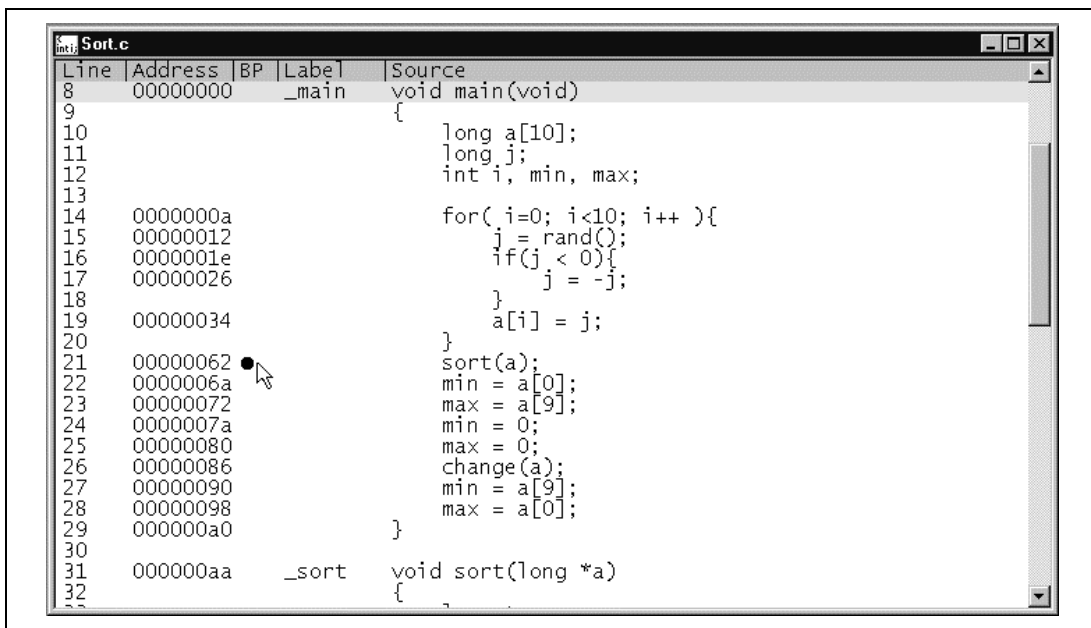 Sort.c
Line |Address |BP |Label |Source
8 00000000 _main void main(void)
9 {
10 long a[10];
11 long j;
12 int i, min, max;
13
14 0000000a for( i=0; i<10; i++ ){
15 00000012 j = rand();
16 0000001e if(j < 0){
17 00000026 j = -j;
18 }
19 00000034 a[i] = j;
20 }
21 00000062 sort(a);
22 0000006a min = a[0];
23 00000072 max = a[9];
24 0000007a min = 0;
25 00000080 max = 0;
26 00000086 change(a);
27 00000090 min = a[9];
28 00000098 max = a[0];
29 000000a0 }
30
31 000000aa _sort void sort(long *a)
32 {